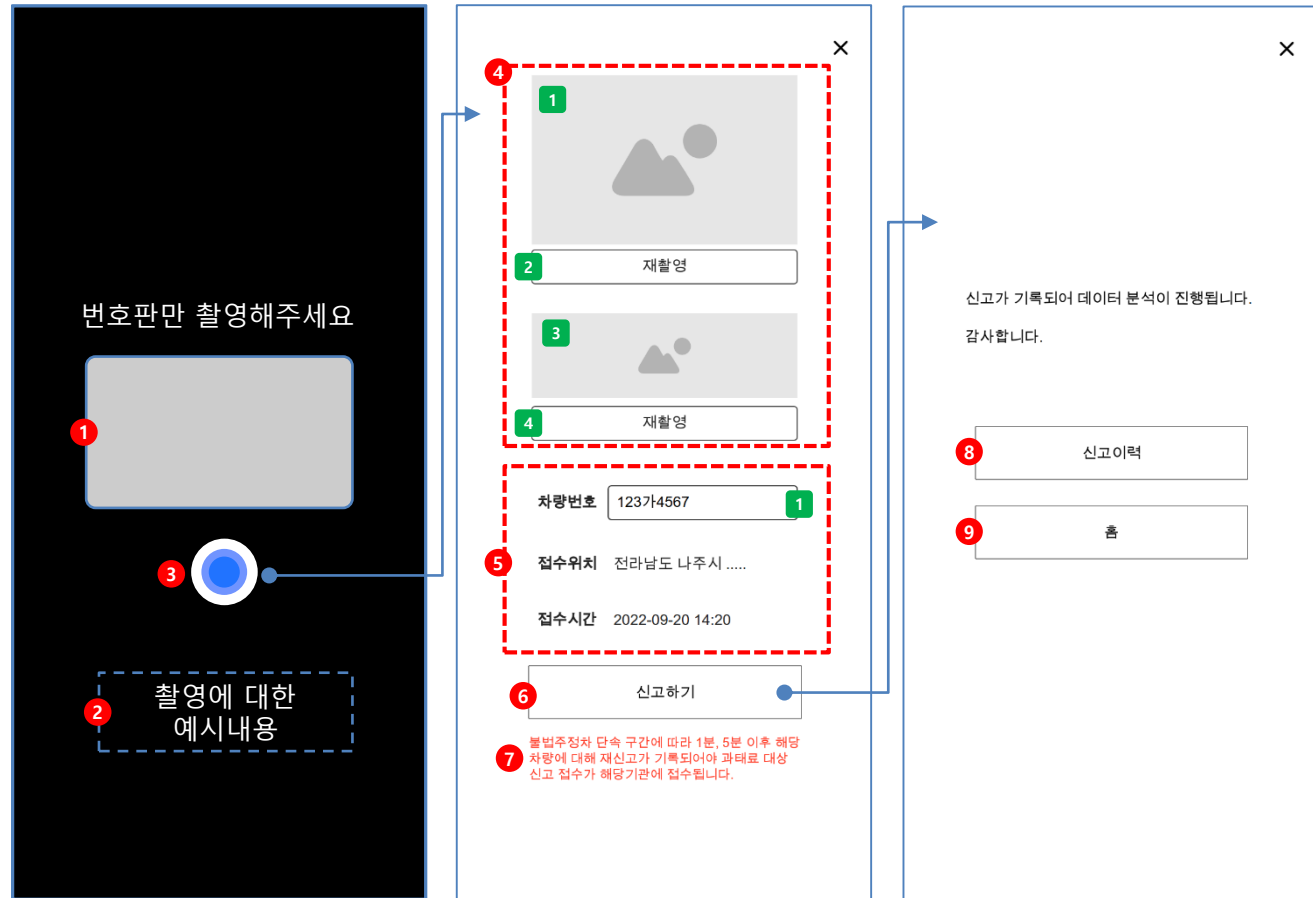 번호판만 촬영해주세요
1
3
촬영에 대한
2
예시내용
×
4
1
2
재촬영
3
4
재촬영
차량번호
123가4567
1
5
접수위치
전라남도 나주시 .....
접수시간
2022-09-20 14:20
6
신고하기
7
불법주정차 단속 구간에 따라 1분, 5분 이후 해당
차량에 대해 재신고가 기록되어야 과태료 대상
신고 접수가 해당기관에 접수됩니다.
×
신고가 기록되어 데이터 분석이 진행됩니다.
감사합니다.
8
신고이력
9
홈